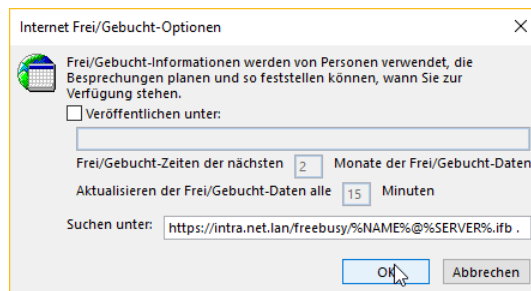 Internet Frei/Gebucht-Optionen
Frei/Gebucht-Informationen werden von Personen verwendet, die
Besprechungen planen und so feststellen können, wann Sie zur
Verfügung stehen.
Veröffentlichen unter:
Frei/Gebucht-Zeiten der nächsten 2 Monate der Frei/Gebucht-Daten
Aktualisieren der Frei/Gebucht-Daten alle 15 Minuten
Suchen unter: https://intra.net.lan/freebusy/%NAME%@%SERVER%.ifb .
OK Abbrechen